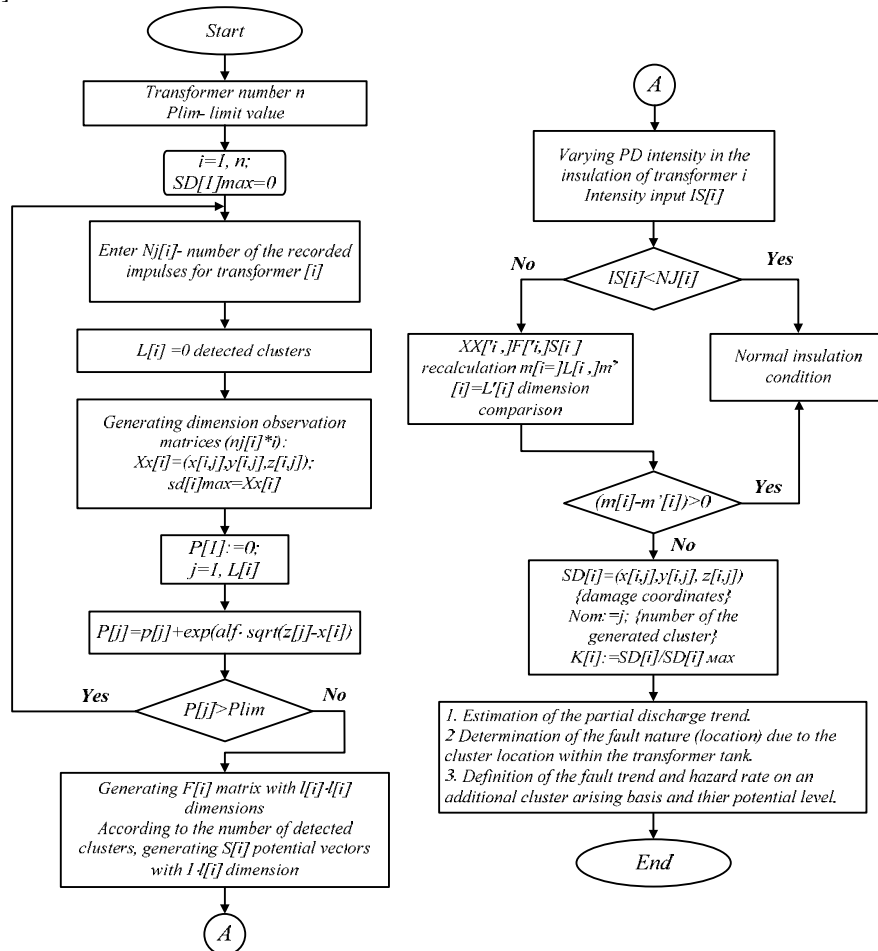 Start
Transformer number n
Plim- limit value
i=1, n;
SD[1]max=0
Enter Nj[i]- number of the recorded
impulses for transformer [i]
L[i] =0 detected clusters
Generating dimension observation
matrices (nj[i]*i):
Xx[i]=(x[i,j],y[i,j],z[i,j]);
sd[i]max=Xx[i]
P[1]:=0;
j=1, L[i]
P[j]=p[j]+exp(alf· sqrt(z[j]-x[i])
Yes
No
P[j]>Plim
Generating F[i] matrix with l[i]·l[i]
dimensions
According to the number of detected
clusters, generating S[i] potential vectors
with 1·l[i] dimension
A
A
Varying PD intensity in the
insulation of transformer i
Intensity input IS[i]
No
Yes
IS[i]<NJ[i]
XX['i ,]F['i,]S[i ]
recalculation m[i=]L[i ,]m'
[i]=L'[i] dimension
comparison
Normal insulation
condition
(m[i]-m'[i])>0
Yes
No
SD[i]=(x[i,j],y[i,j], z[i,j])
{damage coordinates}
Nom:=j; {number of the
generated cluster}
K[i]:=SD[i]/SD[i] мax
1. Estimation of the partial discharge trend.
2 Determination of the fault nature (location) due to the
cluster location within the transformer tank.
3. Definition of the fault trend and hazard rate on an
additional cluster arising basis and thier potential level.
End